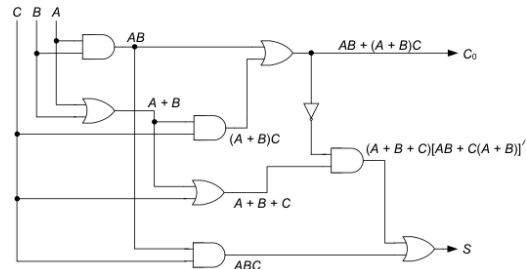 C B A
AB
AB + (A + B)C
C₀
A + B
(A + B)C
(A + B + C)[AB + C(A + B)]′
A + B + C
S
ABC